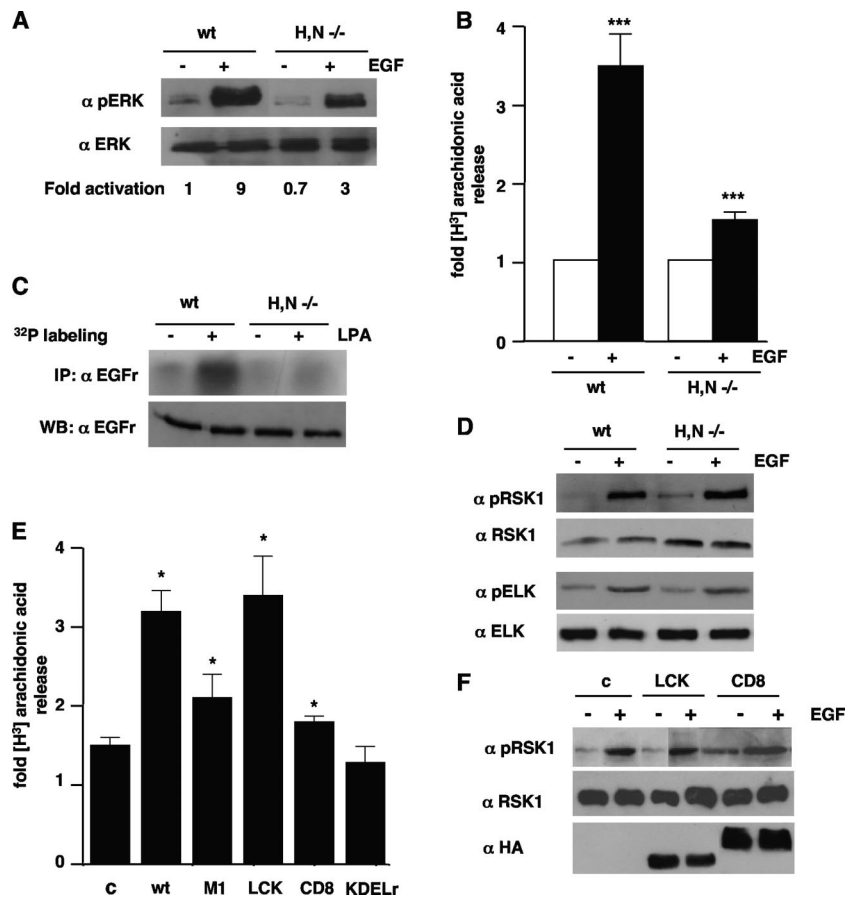 A
wt H,N -/-
- + - + EGF
α pERK
α ERK
Fold activation 1 9 0.7 3
B
fold [H³] arachidonic acid
release
4
3
2
1
0
***
***
- + - + EGF
wt H,N -/-
C
wt H,N -/-
³²P labeling - + - + LPA
IP: α EGFr
WB: α EGFr
D
wt H,N -/-
- + - + EGF
α pRSK1
α RSK1
α pELK
α ELK
E
fold [H³] arachidonic acid
release
4
3
2
1
0
* * * *
c wt M1 LCK CD8 KDELr
F
c LCK CD8
- + - + - + EGF
α pRSK1
α RSK1
α HA